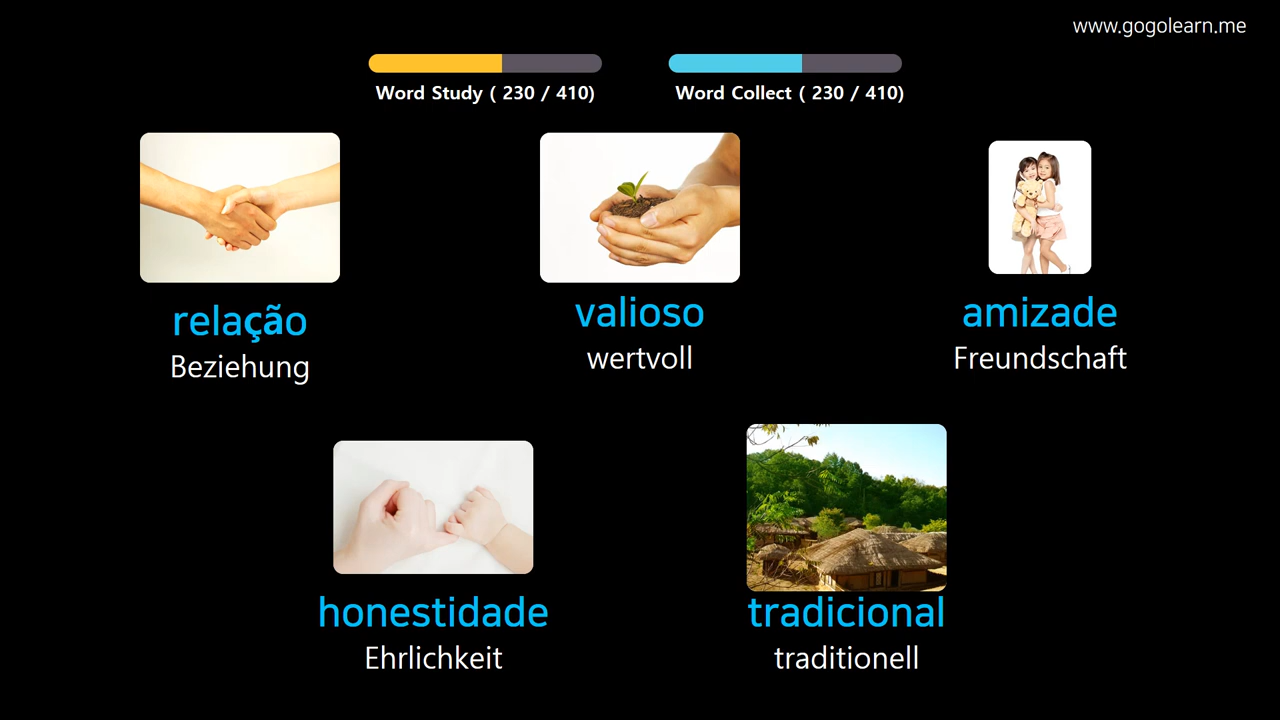 www.gogolearn.me
Word Study ( 230 / 410)
Word Collect ( 230 / 410)
relação
Beziehung
valioso
wertvoll
amizade
Freundschaft
honestidade
Ehrlichkeit
tradicional
traditionell